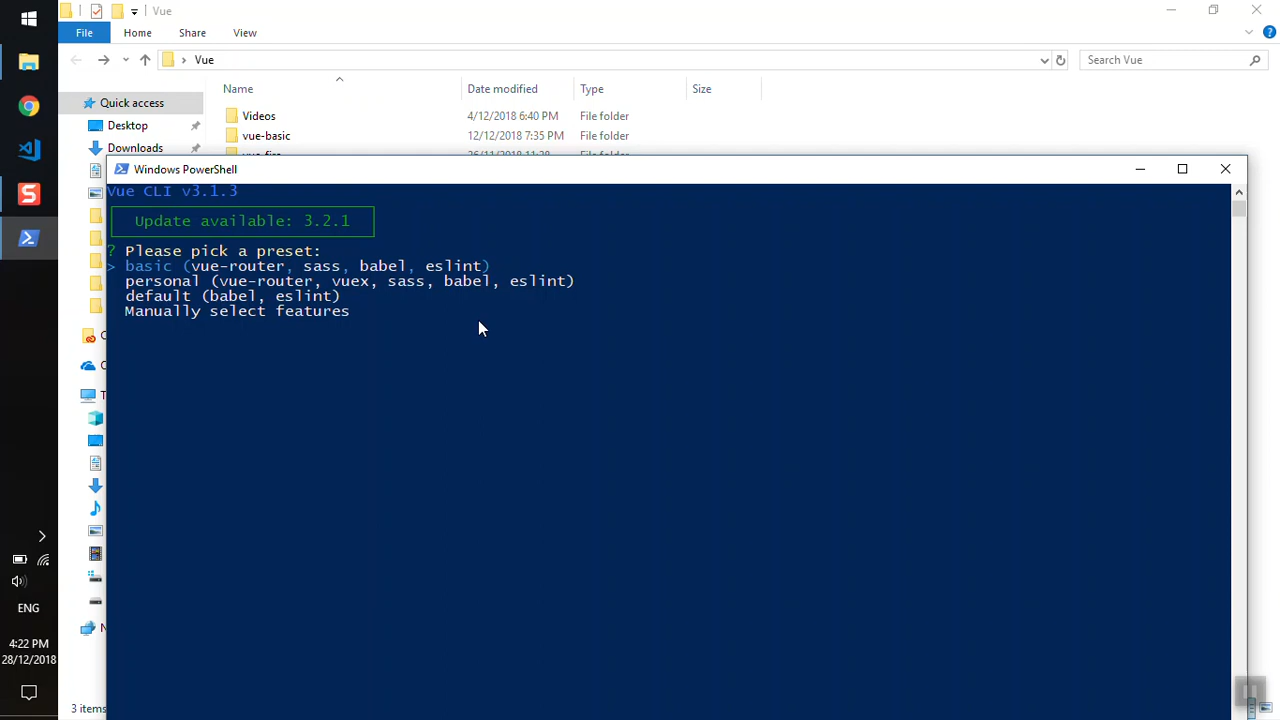 Vue
File
Home
Share
View
Vue
Search Vue
Name
Date modified
Type
Size
Quick access
Desktop
Downloads
Videos
4/12/2018 6:40 PM
File folder
vue-basic
12/12/2018 7:35 PM
File folder
Windows PowerShell
Vue CLI v3.1.3
Update available: 3.2.1
? Please pick a preset:
> basic (vue-router, sass, babel, eslint)
personal (vue-router, vuex, sass, babel, eslint)
default (babel, eslint)
Manually select features
ENG
4:22 PM
28/12/2018
3 items